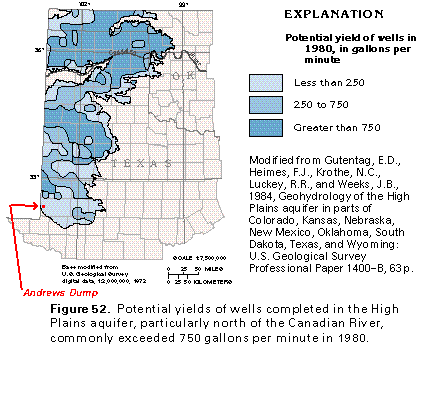 102°
99°
36°
OK
TEXAS
33°
SCALE 1:7,500,000
0 25 50 MILES
0 25 50 KILOMETERS
Base modified from
U.S. Geological Survey
digital data, 1:2,000,000, 1972
Andrews Dump
EXPLANATION
Potential yield of wells in
1980, in gallons per
minute
Less than 250
250 to 750
Greater than 750
Modified from Gutentag, E.D.,
Heimes, F.J., Krothe, N.C.,
Luckey, R.R., and Weeks, J.B.,
1984, Geohydrology of the High
Plains aquifer in parts of
Colorado, Kansas, Nebraska,
New Mexico, Oklahoma, South
Dakota, Texas, and Wyoming:
U.S. Geological Survey
Professional Paper 1400–B, 63p.
Figure 52. Potential yields of wells completed in the High
Plains aquifer, particularly north of the Canadian River,
commonly exceeded 750 gallons per minute in 1980.